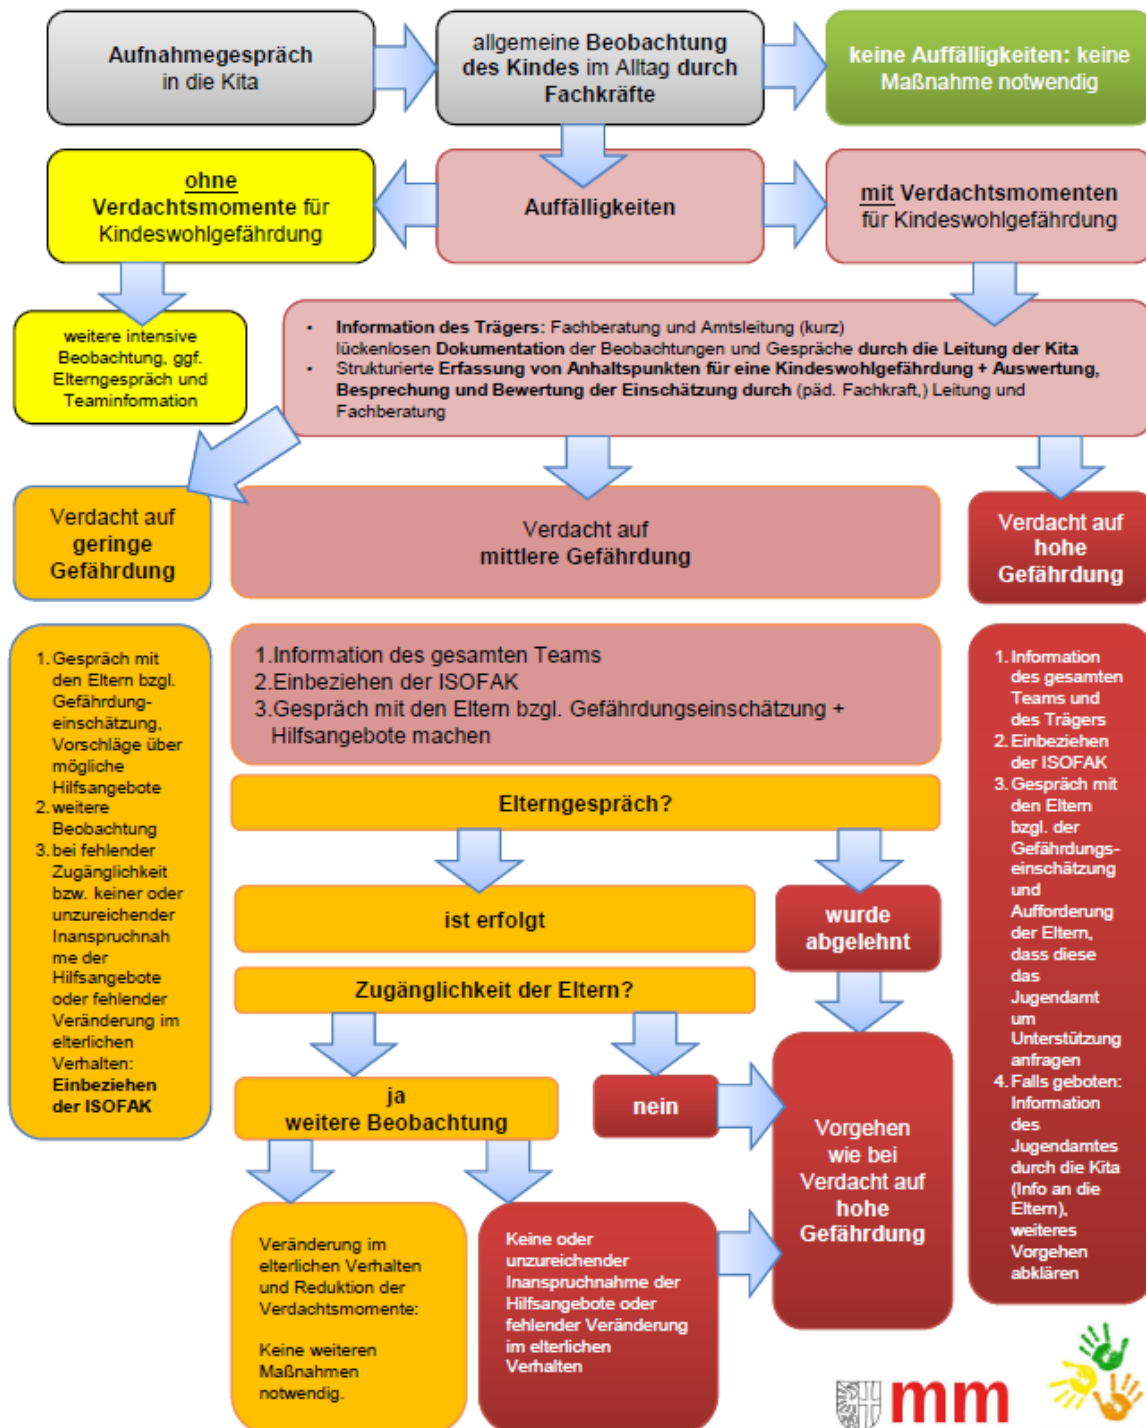 Aufnahmegespräch
in die Kita
allgemeine Beobachtung
des Kindes im Alltag durch
Fachkräfte
keine Auffälligkeiten: keine
Maßnahme notwendig
ohne
Verdachtsmomente für
Kindeswohlgefährdung
Auffälligkeiten
mit Verdachtsmomenten
für Kindeswohlgefährdung
weitere intensive
Beobachtung, ggf.
Elterngespräch und
Teaminformation
• Information des Trägers: Fachberatung und Amtsleitung (kurz)
lückenlosen Dokumentation der Beobachtungen und Gespräche durch die Leitung der Kita
• Strukturierte Erfassung von Anhaltspunkten für eine Kindeswohlgefährdung + Auswertung,
Besprechung und Bewertung der Einschätzung durch (päd. Fachkraft,) Leitung und
Fachberatung
Verdacht auf
geringe
Gefährdung
Verdacht auf
mittlere Gefährdung
Verdacht auf
hohe
Gefährdung
1. Gespräch mit
den Eltern bzgl.
Gefährdung-
einschätzung,
Vorschläge über
mögliche
Hilfsangebote
2. weitere
Beobachtung
3. bei fehlender
Zugänglichkeit
bzw. keiner oder
unzureichender
Inanspruchnah
me der
Hilfsangebote
oder fehlender
Veränderung im
elterlichen
Verhalten:
Einbeziehen
der ISOFAK
1.Information des gesamten Teams
2.Einbeziehen der ISOFAK
3.Gespräch mit den Eltern bzgl. Gefährdungseinschätzung +
Hilfsangebote machen
Elterngespräch?
ist erfolgt
wurde
abgelehnt
Zugänglichkeit der Eltern?
ja
weitere Beobachtung
nein
Vorgehen
wie bei
Verdacht auf
hohe
Gefährdung
Veränderung im
elterlichen Verhalten
und Reduktion der
Verdachtsmomente:
Keine weiteren
Maßnahmen
notwendig.
Keine oder
unzureichender
Inanspruchnahme der
Hilfsangebote oder
fehlender Veränderung
im elterlichen
Verhalten
1. Information
des gesamten
Teams und
des Trägers
2. Einbeziehen
der ISOFAK
3. Gespräch mit
den Eltern
bzgl. der
Gefährdungs-
einschätzung
und
Aufforderung
der Eltern,
dass diese
das
Jugendamt
um
Unterstützung
anfragen
4. Falls geboten:
Information
des
Jugendamtes
durch die Kita
(Info an die
Eltern),
weiteres
Vorgehen
abklären
mm